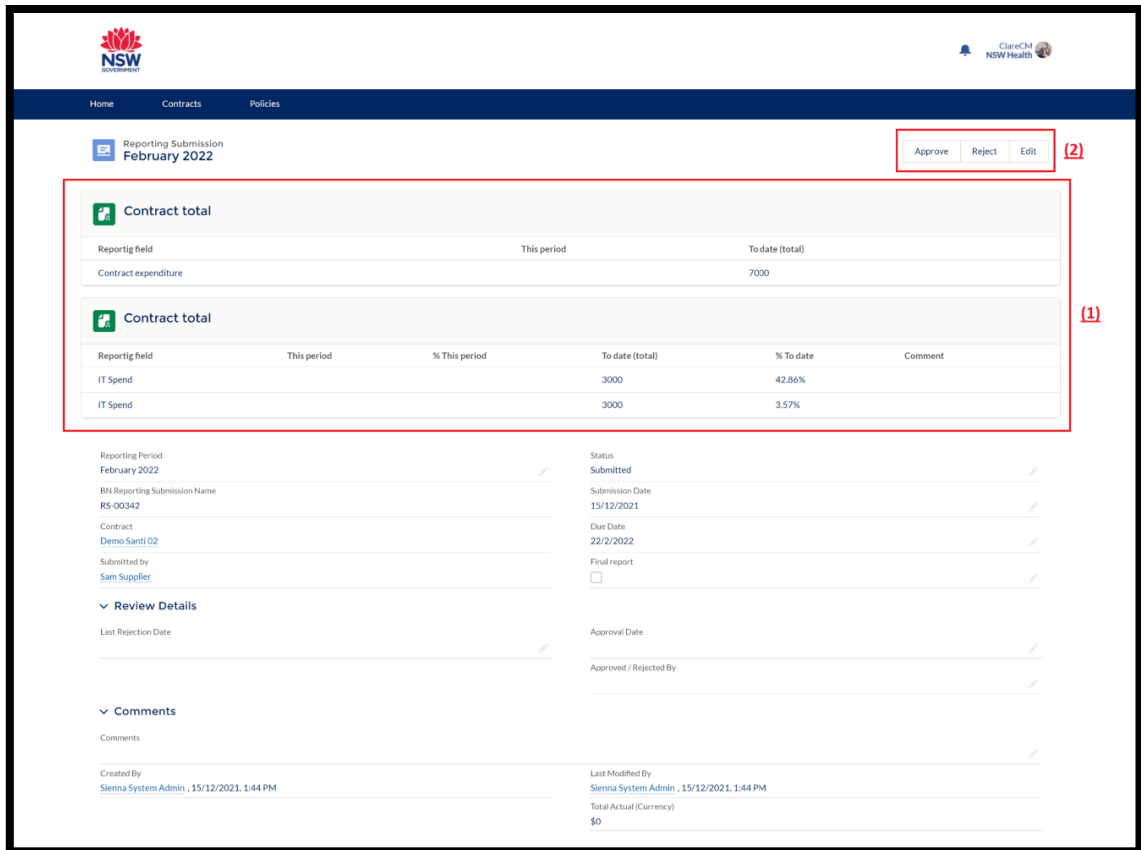 NSW
GOVERNMENT
ClareCM
NSW Health
Home Contracts Policies
Reporting Submission
February 2022
Approve Reject Edit (2)
Contract total
Reportig field This period To date (total)
Contract expenditure 7000
(1)
Contract total
Reportig field This period % This period To date (total) % To date Comment
IT Spend 3000 42.86%
IT Spend 3000 3.57%
Reporting Period Status
February 2022 Submitted
BN Reporting Submission Name Submission Date
RS-00342 15/12/2021
Contract Due Date
Demo Santi 02 22/2/2022
Submitted by Final report
Sam Supplier
Review Details
Last Rejection Date Approval Date
Approved / Rejected By
Comments
Comments
Created By Last Modified By
Sienna System Admin , 15/12/2021, 1:44 PM Sienna System Admin , 15/12/2021, 1:44 PM
Total Actual (Currency)
$0